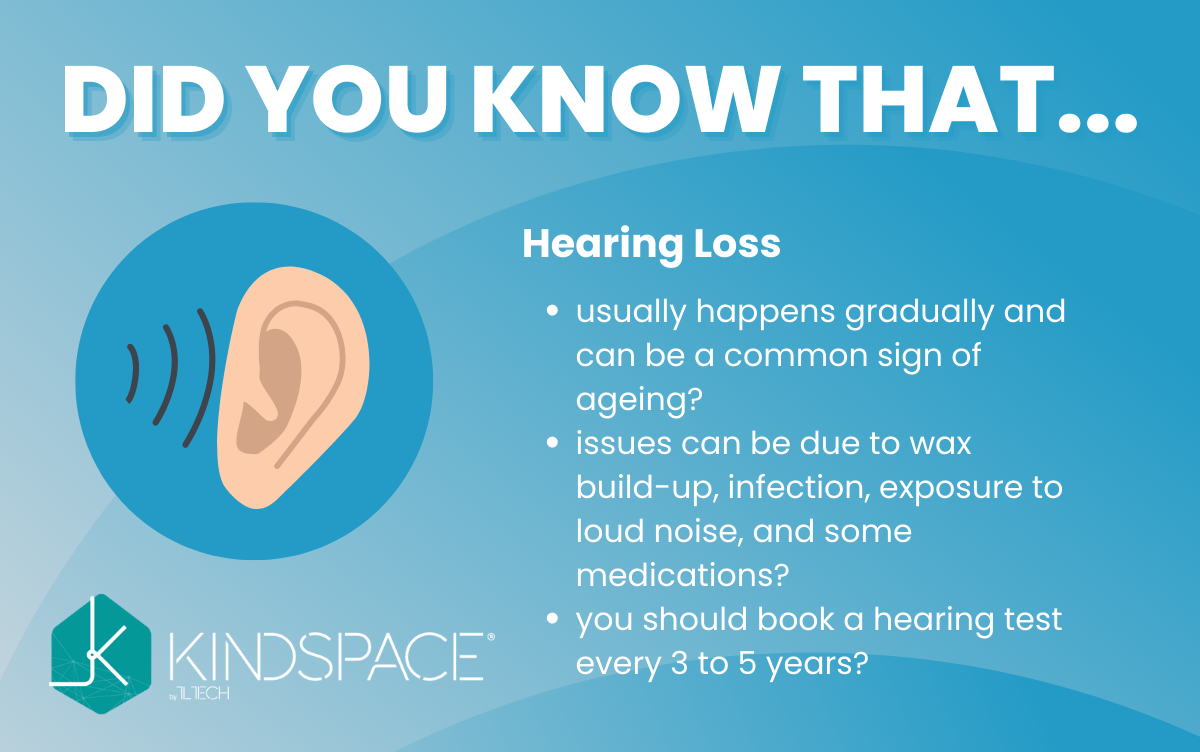 DID YOU KNOW THAT...
Hearing Loss
• usually happens gradually and
can be a common sign of
ageing?
• issues can be due to wax
build-up, infection, exposure to
loud noise, and some
medications?
• you should book a hearing test
every 3 to 5 years?
KINDSPACE®
by TLTECH